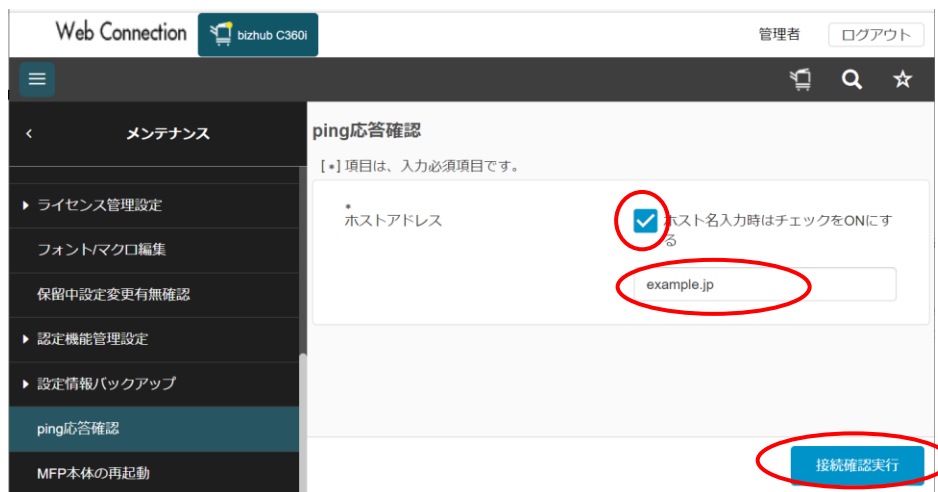 Web Connection
bizhub C360i
管理者
ログアウト
メンテナンス
ライセンス管理設定
フォント/マクロ編集
保留中設定変更有無確認
認定機能管理設定
設定情報バックアップ
ping応答確認
MFP本体の再起動
ping応答確認
[*]項目は、入力必須項目です。
*
ホストアドレス
ホスト名入力時はチェックをONにす
る
example.jp
接続確認実行